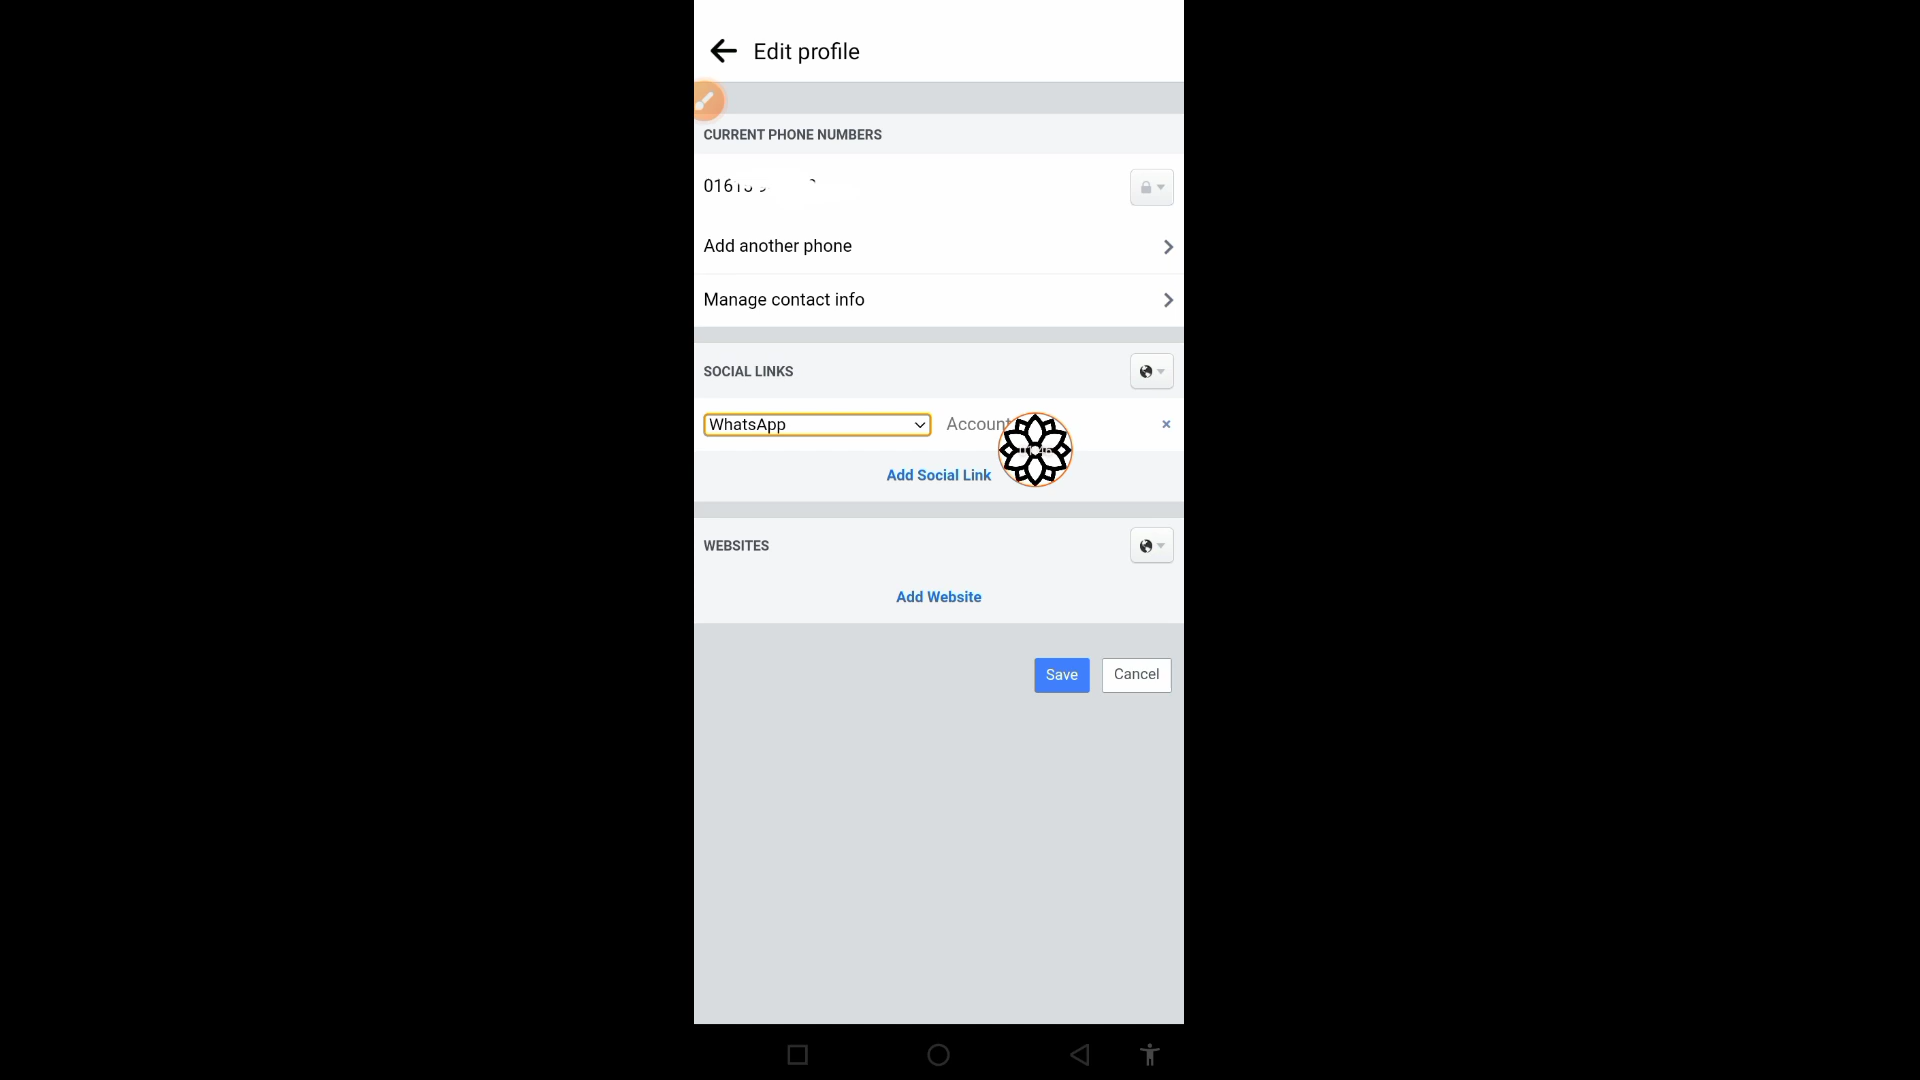 Edit profile
CURRENT PHONE NUMBERS
Add another phone
Manage contact info
SOCIAL LINKS
WhatsApp
Add Social Link
WEBSITES
Add Website
Save Cancel